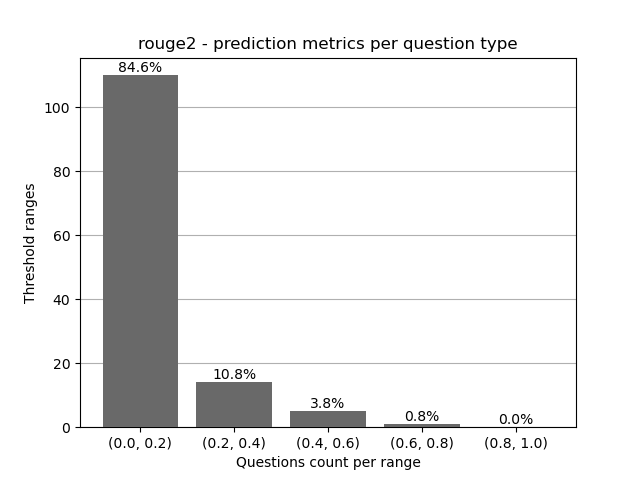 rouge2 - prediction metrics per question type
84.6%
10.8%
3.8%
0.8%
0.0%
100
80
60
40
20
0
Threshold ranges
(0.0, 0.2) (0.2, 0.4) (0.4, 0.6) (0.6, 0.8) (0.8, 1.0)
Questions count per range